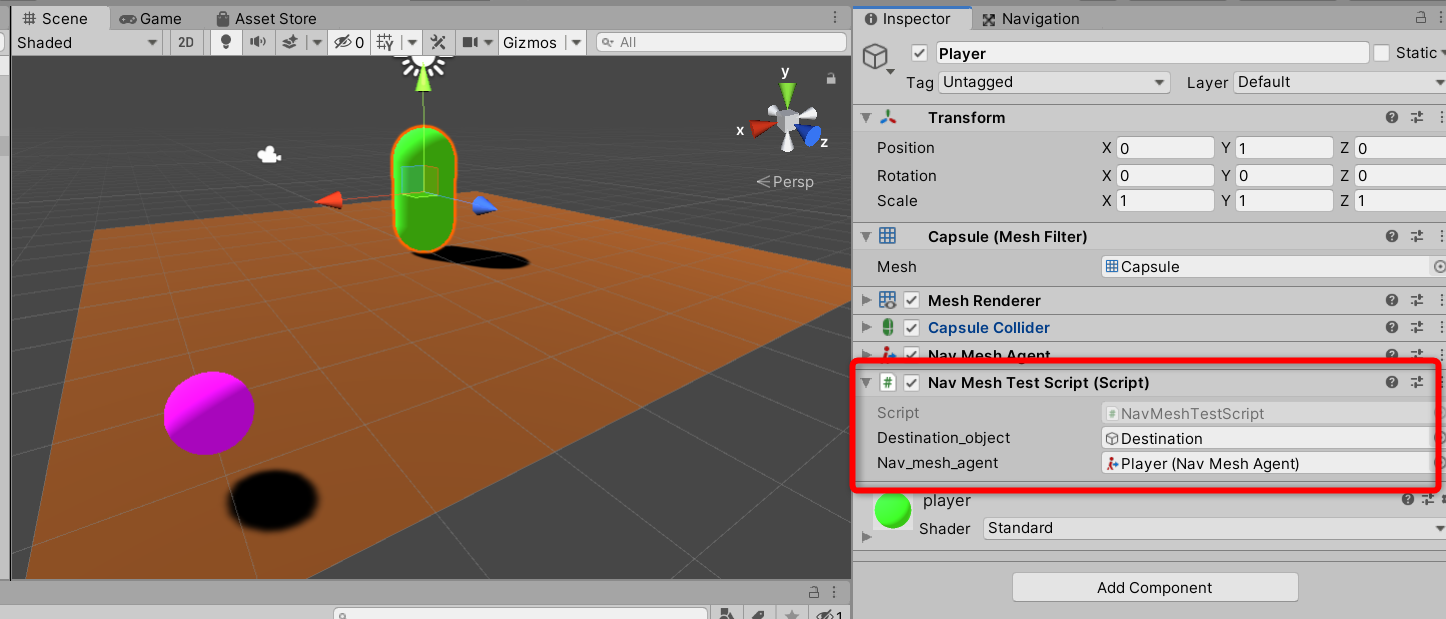 Scene Game Asset Store
Shaded 2D 0 Gizmos All
y
x
z
Persp
Inspector Navigation
Player Static
Tag Untagged Layer Default
Transform
Position X 0 Y 1 Z 0
Rotation X 0 Y 0 Z 0
Scale X 1 Y 1 Z 1
Capsule (Mesh Filter)
Mesh Capsule
Mesh Renderer
Capsule Collider
Nav Mesh Agent
# Nav Mesh Test Script (Script)
Script # NavMeshTestScript
Destination_object Destination
Nav_mesh_agent Player (Nav Mesh Agent)
player
Shader Standard
Add Component
1